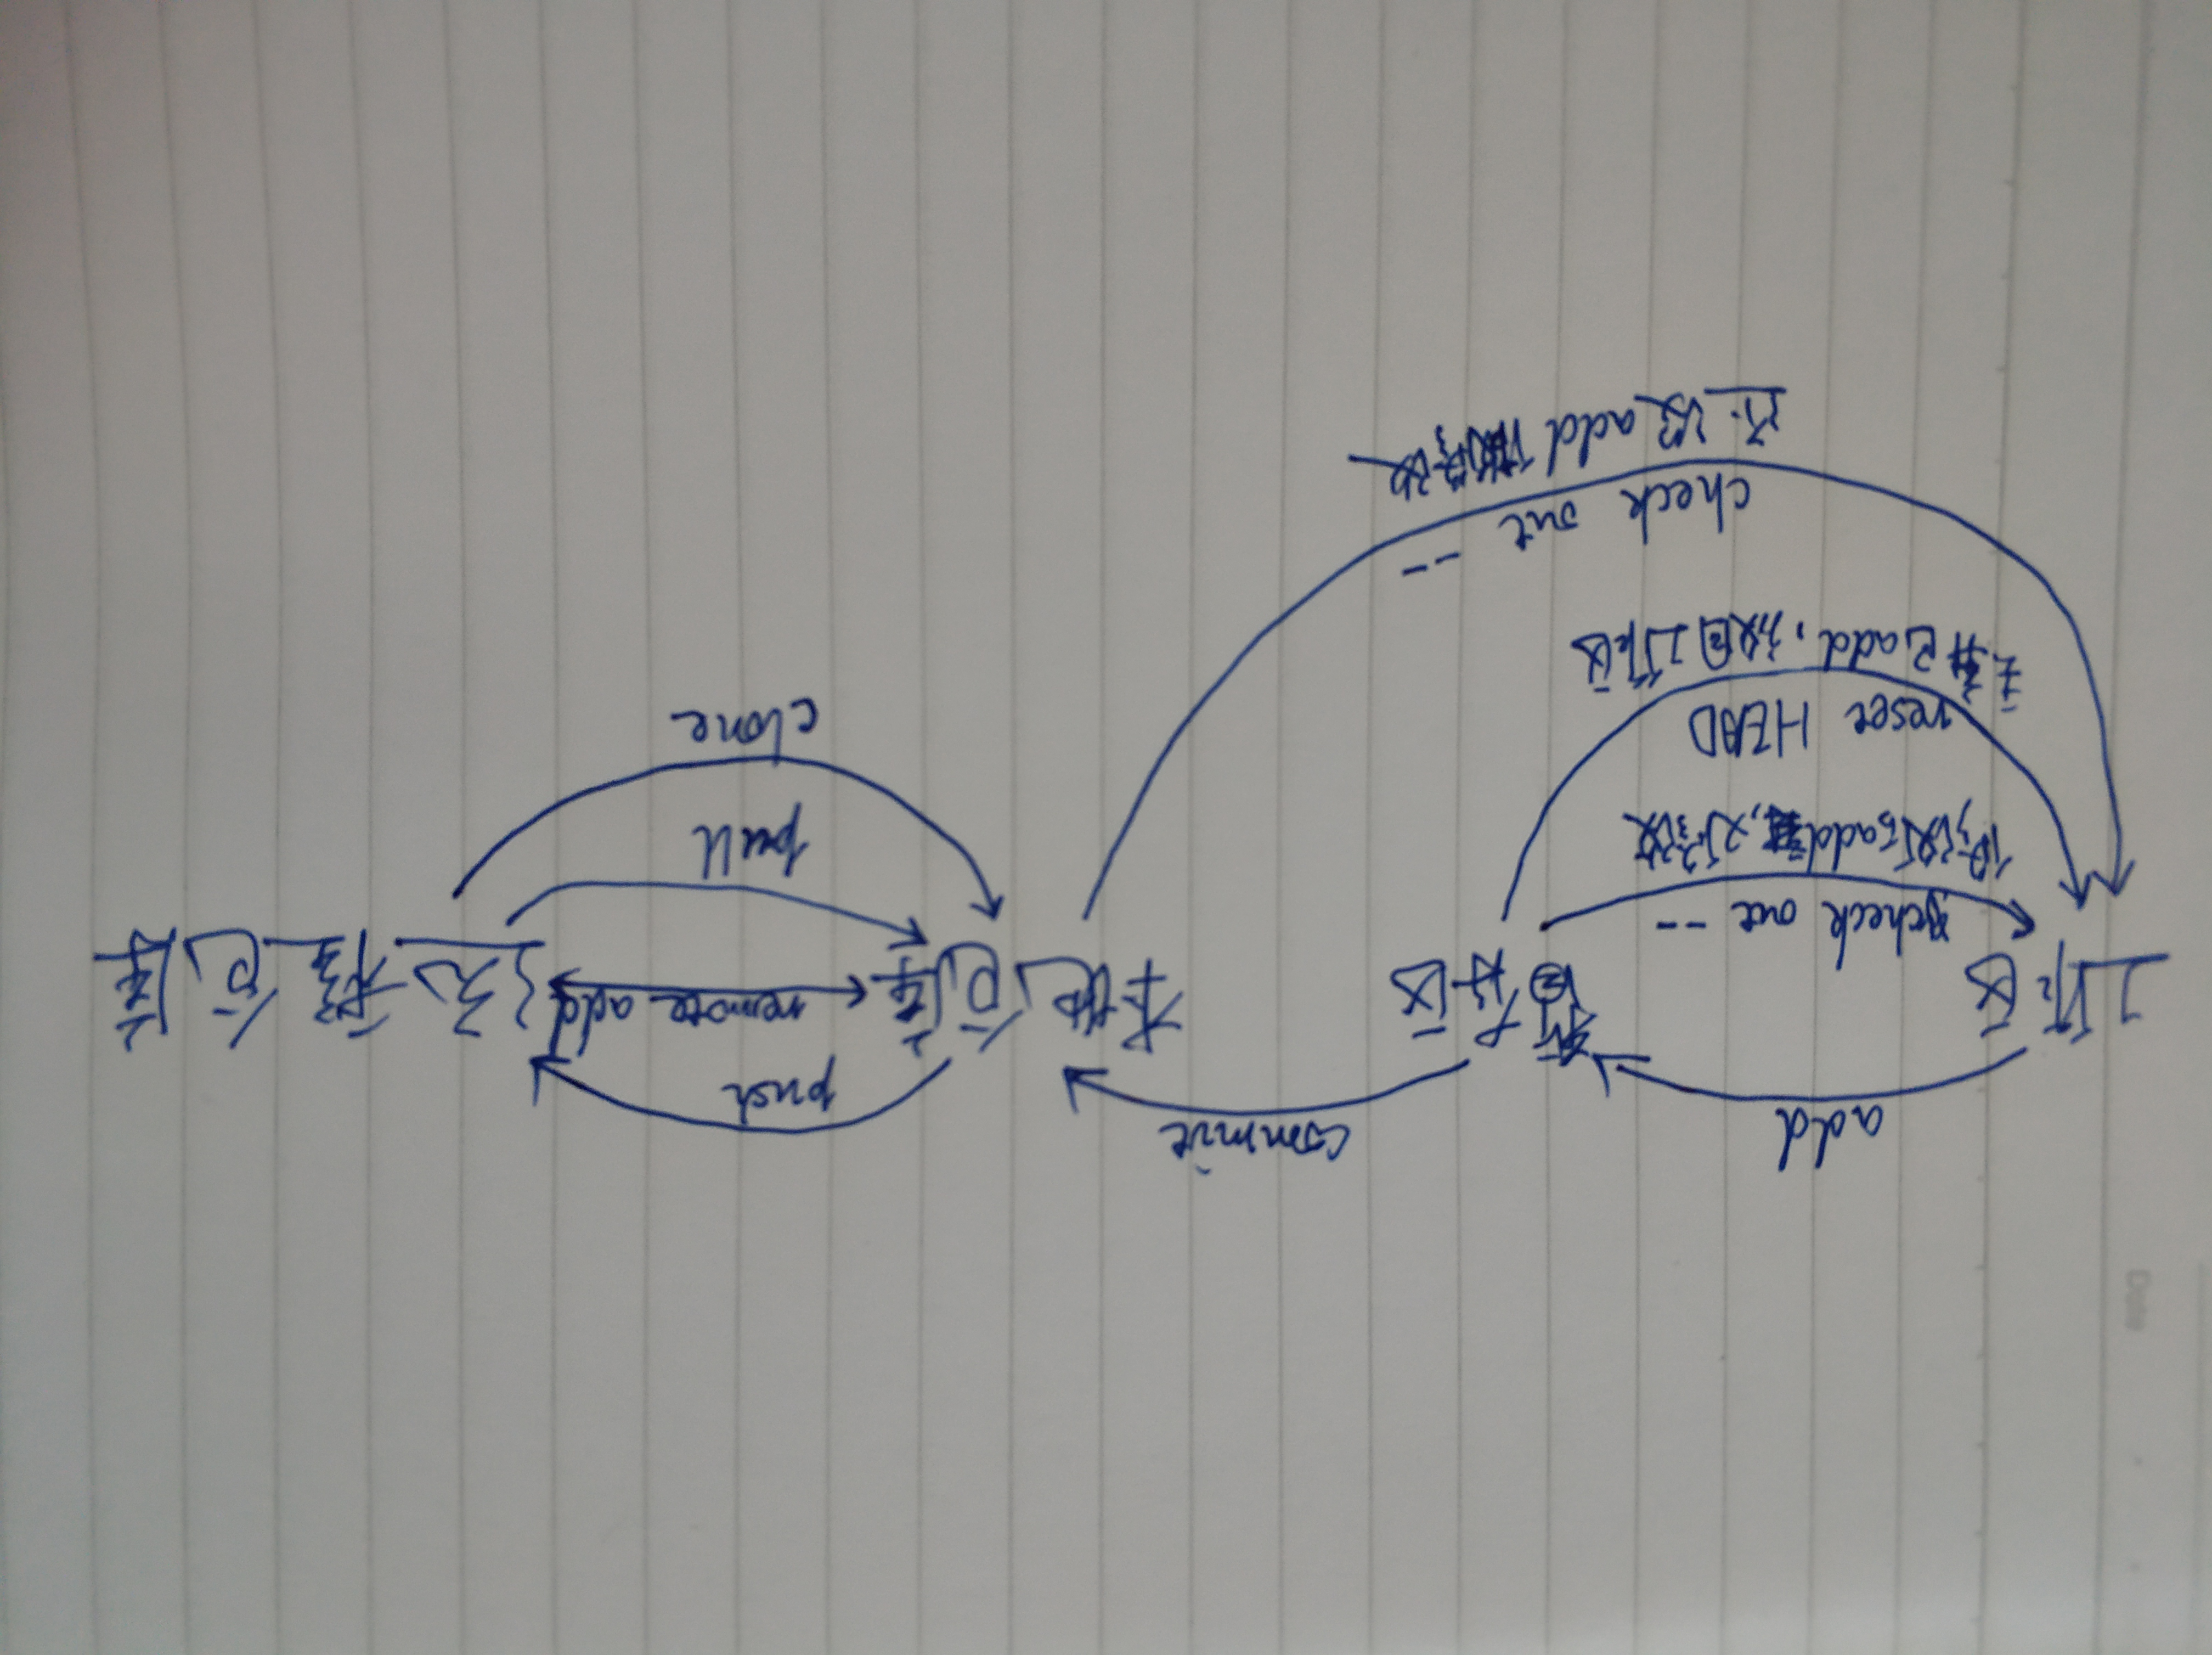 Date
add
commit
push
工作区
暂存区
本地仓库
remote add
远程仓库
check out --
修改后add,又修改
pull
reset HEAD
clone
丢弃已add,放回工作区
check out --
还没add做修改